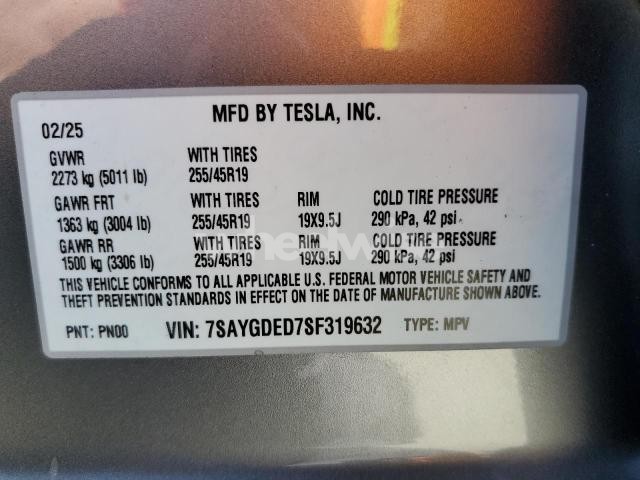 MFD BY TESLA, INC.
02/25
GVWR WITH TIRES
2273 kg (5011 lb) 255/45R19
GAWR FRT WITH TIRES RIM COLD TIRE PRESSURE
1363 kg (3004 lb) 255/45R19 19X9.5J 290 kPa, 42 psi
GAWR RR WITH TIRES RIM COLD TIRE PRESSURE
1500 kg (3306 lb) 255/45R19 19X9.5J 290 kPa, 42 psi
THIS VEHICLE CONFORMS TO ALL APPLICABLE U.S. FEDERAL MOTOR VEHICLE SAFETY AND
THEFT PREVENTION STANDARDS IN EFFECT ON THE DATE OF MANUFACTURE SHOWN ABOVE.
PNT: PN00 VIN: 7SAYGDED7SF319632 TYPE: MPV